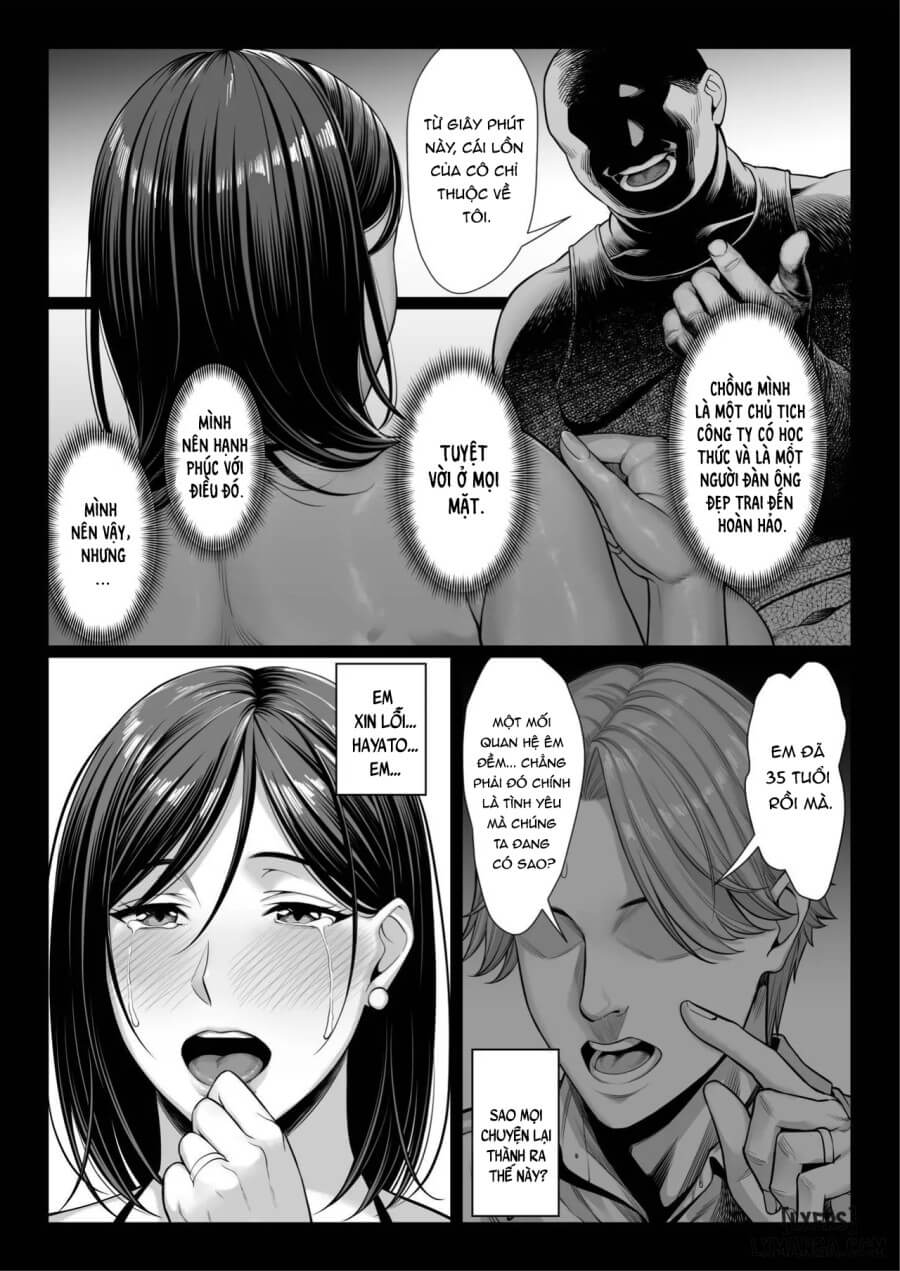 TỪ GIÂY PHÚT
NÀY, CÁI LỒN
CỦA CÔ CHỈ
THUỘC VỀ
TÔI.
CHỒNG MÌNH
LÀ MỘT CHỦ TỊCH
CÔNG TY CÓ HỌC
THỨC VÀ LÀ MỘT
NGƯỜI ĐÀN ÔNG
ĐẸP TRAI ĐẾN
HOÀN HẢO.
TUYỆT
VỜI Ở MỌI
MẶT.
MÌNH
NÊN HẠNH
PHÚC VỚI
ĐIỀU ĐÓ.
MÌNH
NÊN VẬY,
NHƯNG
...
EM ĐÃ
35 TUỔI
RỒI MÀ.
MỘT MỐI
QUAN HỆ ÊM
ĐỀM... CHẲNG
PHẢI ĐÓ CHÍNH
LÀ TÌNH YÊU
MÀ CHÚNG
TA ĐANG
CÓ SAO?
SAO MỌI
CHUYỆN LẠI
THÀNH RA
THẾ NÀY?
EM
XIN LỖI...
HAYATO...
EM...